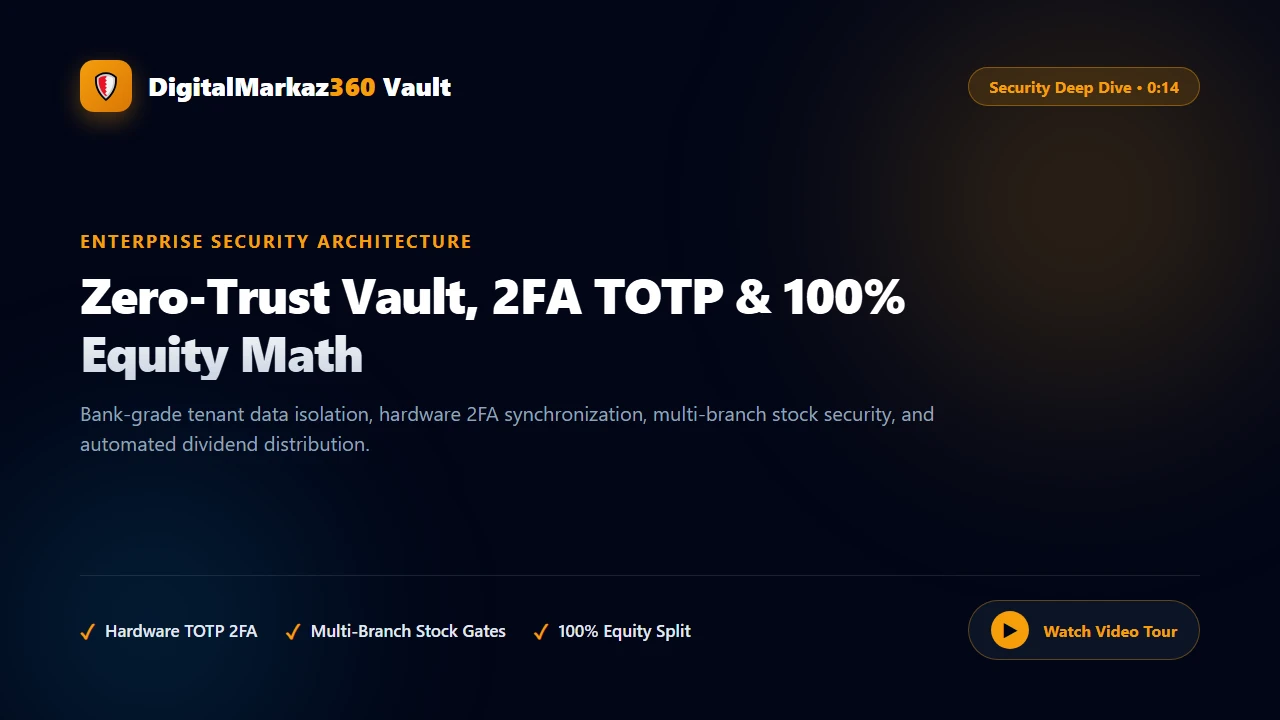 DigitalMarkaz360 Vault
Security Deep Dive • 0:14
ENTERPRISE SECURITY ARCHITECTURE
Zero-Trust Vault, 2FA TOTP & 100%
Equity Math
Bank-grade tenant data isolation, hardware 2FA synchronization, multi-branch stock security, and
automated dividend distribution.
✓ Hardware TOTP 2FA ✓ Multi-Branch Stock Gates ✓ 100% Equity Split
Watch Video Tour